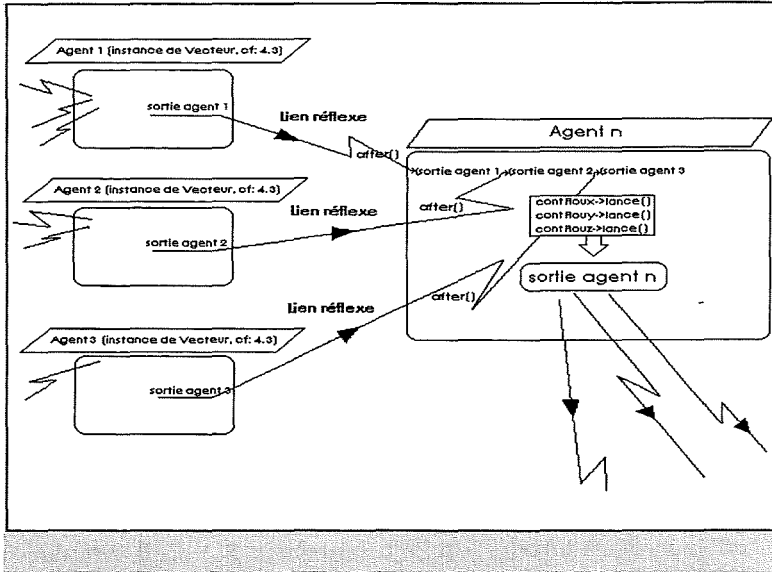 Agent 1 (instance de Vecteur, cf: 4.3)
sortie agent 1
Lien réflexe
after()
Agent 2 (instance de Vecteur, cf: 4.3)
sortie agent 2
Lien réflexe
after()
Agent 3 (instance de Vecteur, cf: 4.3)
sortie agent 3
Lien réflexe
after()
Agent n
sortie agent 1 sortie agent 2 sortie agent 3
contFloux->lance()
contFlouy->lance()
contFlouz->lance()
sortie agent n